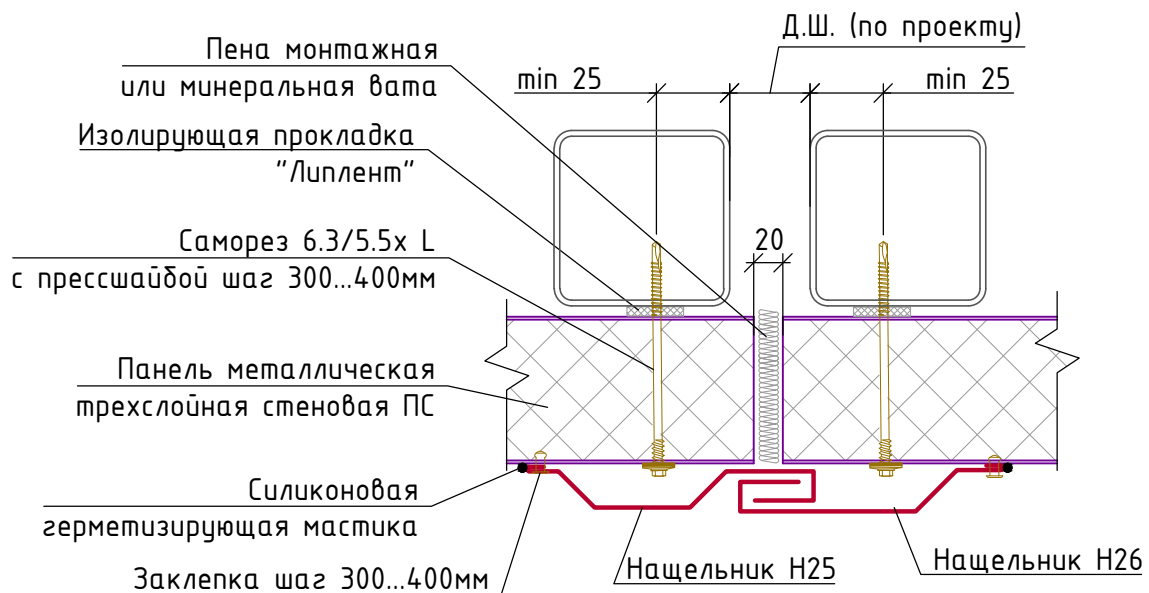 Д.Ш. (по проекту)
Пена монтажная
или минеральная вата
min 25
min 25
Изолирующая прокладка
"Липлент"
Саморез 6.3/5.5х L
с прессшайбой шаг 300...400мм
20
Панель металлическая
трехслойная стеновая ПС
Силиконовая
герметизирующая мастика
Заклепка шаг 300...400мм
Нащельник Н25
Нащельник Н26